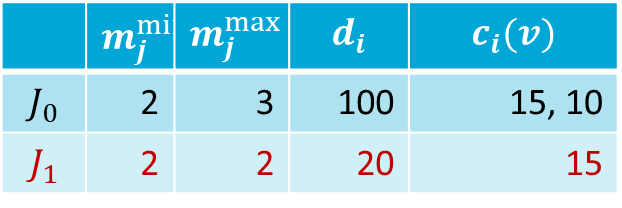 m_j^mi m_j^max d_i c_i(v)
J_0 2 3 100 15, 10
J_1 2 2 20 15